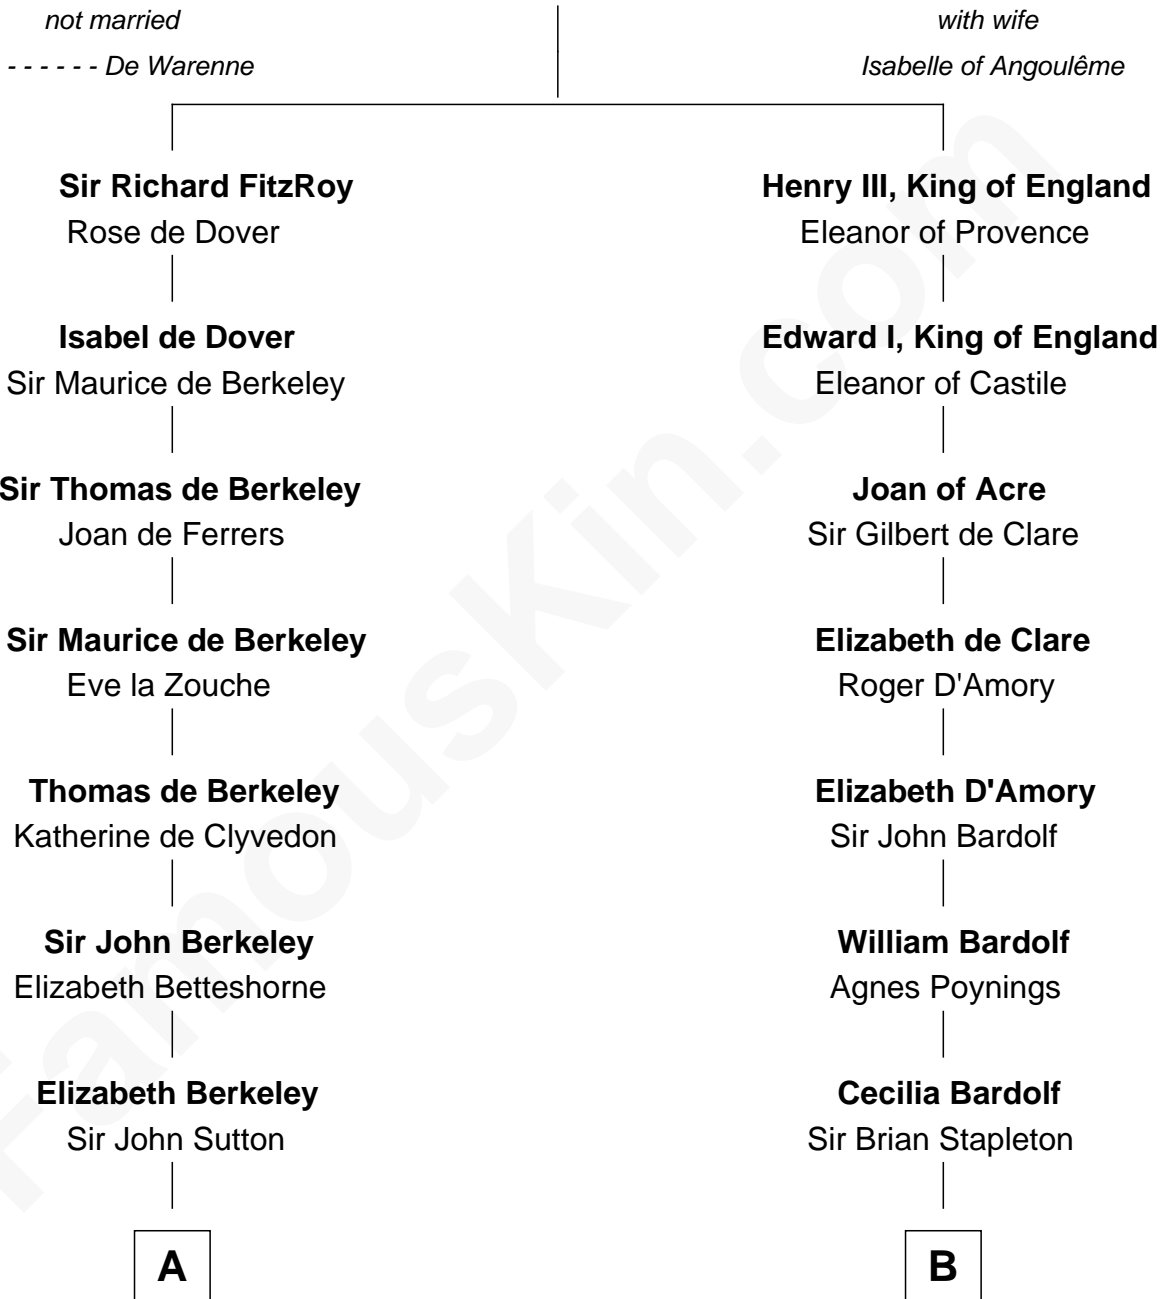 not married
with wife
- - - - - - De Warenne
Isabelle of Angoulême
Sir Richard FitzRoy
Rose de Dover
Henry III, King of England
Eleanor of Provence
Isabel de Dover
Sir Maurice de Berkeley
Edward I, King of England
Eleanor of Castile
Sir Thomas de Berkeley
Joan de Ferrers
Joan of Acre
Sir Gilbert de Clare
Sir Maurice de Berkeley
Eve la Zouche
Elizabeth de Clare
Roger D'Amory
Thomas de Berkeley
Katherine de Clyvedon
Elizabeth D'Amory
Sir John Bardolf
Sir John Berkeley
Elizabeth Betteshorne
William Bardolf
Agnes Poynings
Elizabeth Berkeley
Sir John Sutton
Cecilia Bardolf
Sir Brian Stapleton
A
B
FamousKin.com